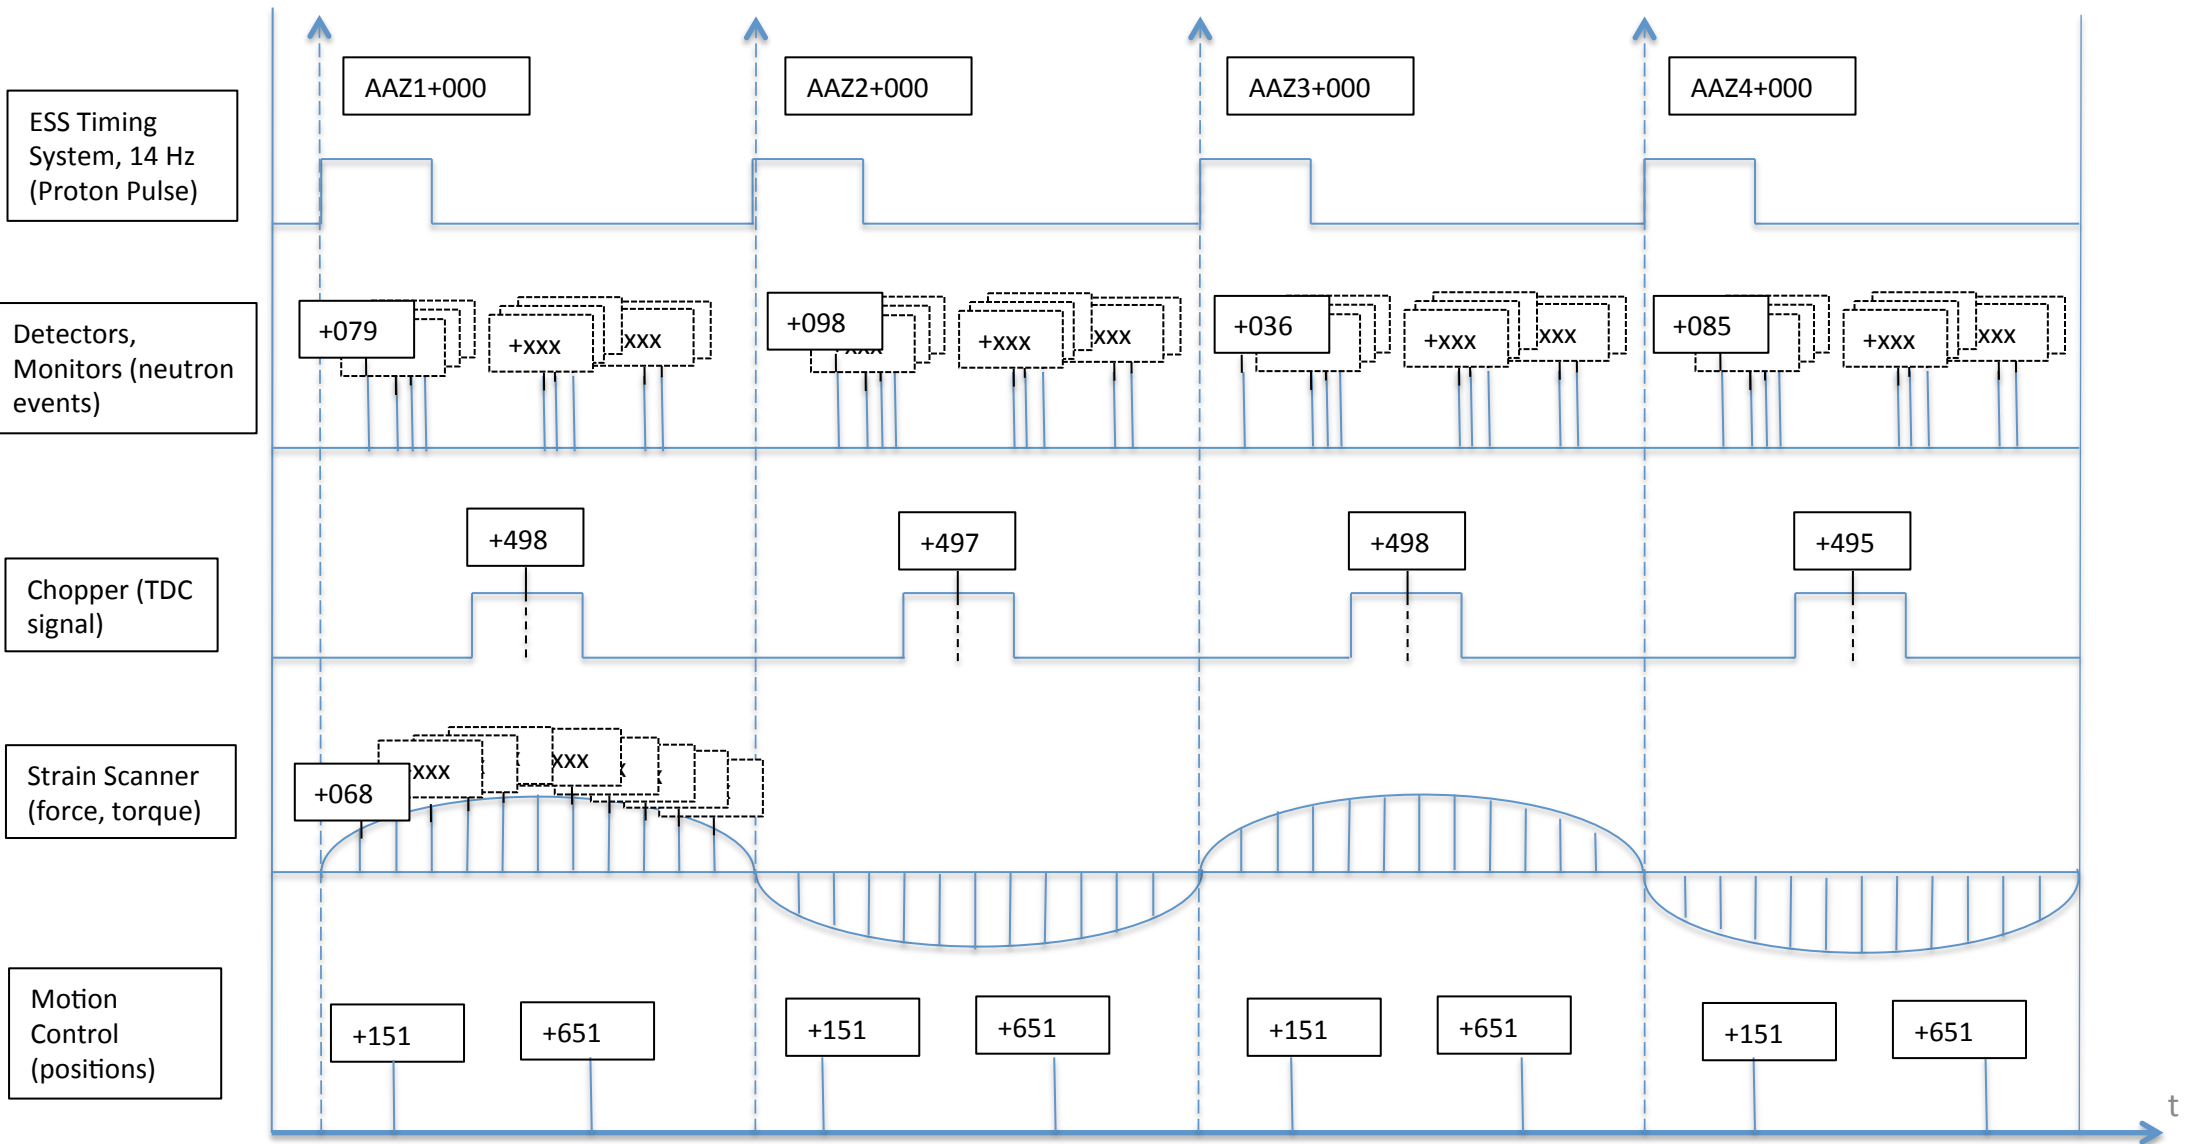 AAZ1+000
AAZ2+000
AAZ3+000
AAZ4+000
ESS Timing
System, 14 Hz
(Proton Pulse)
Detectors,
Monitors (neutron
events)
+079
+xxx
xxx
+098
xxx
+xxx
xxx
+036
+xxx
xxx
+085
+xxx
xxx
Chopper (TDC
signal)
+498
+497
+498
+495
Strain Scanner
(force, torque)
+068
xxx
xxx
Motion
Control
(positions)
+151
+651
+151
+651
+151
+651
+151
+651
t